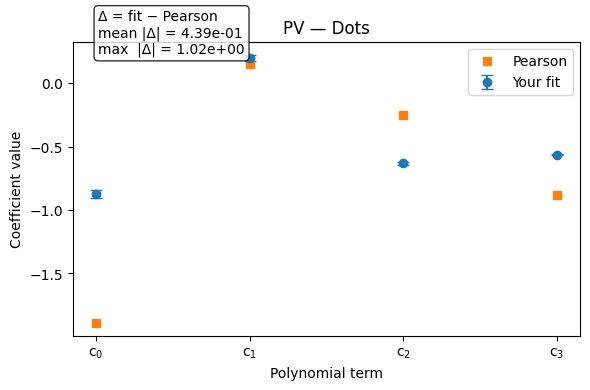 Δ = fit − Pearson
mean |Δ| = 4.39e-01
max |Δ| = 1.02e+00
PV — Dots
Pearson
Your fit
Coefficient value
0.0
−0.5
−1.0
−1.5
c₀ c₁ c₂ c₃
Polynomial term